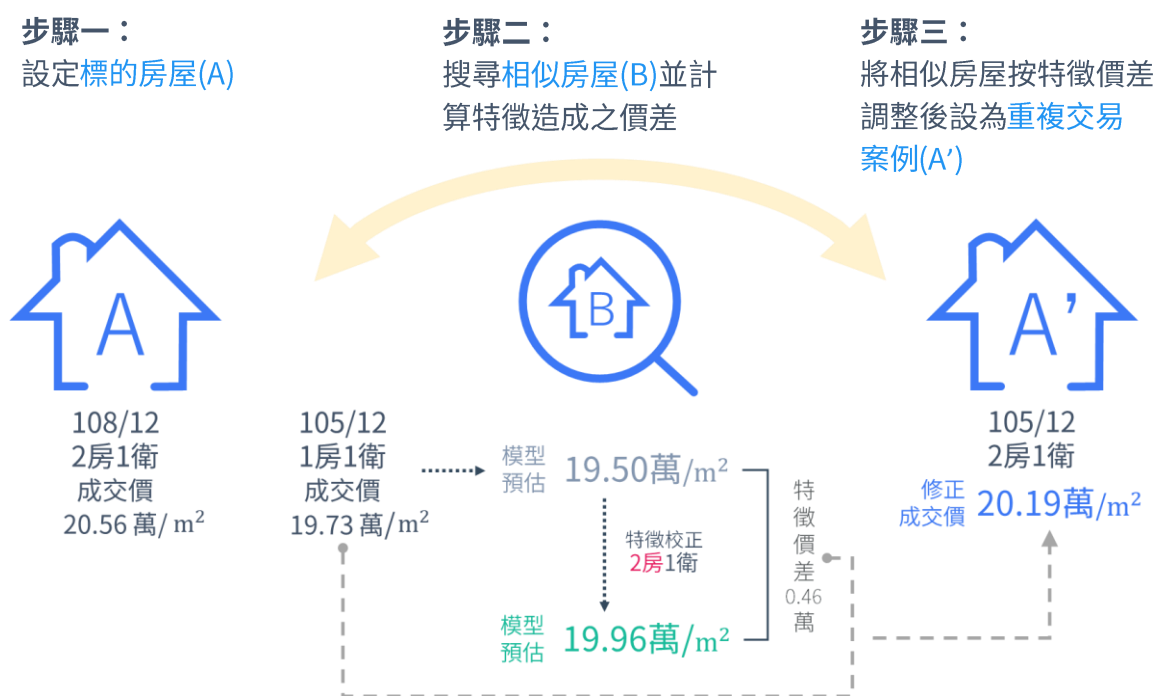 步驟一：
設定標的房屋(A)
步驟二：
搜尋相似房屋(B)並計
算特徵造成之價差
步驟三：
將相似房屋按特徵價差
調整後設為重複交易
案例(A’)
A
B
A’
108/12
2房1衛
成交價
20.56 萬/ m²
105/12
1房1衛
成交價
19.73 萬/m²
模型
預估
19.50萬/m²
特徵校正
2房1衛
模型
預估
19.96萬/m²
特
徵
價
差
0.46
萬
105/12
2房1衛
修正
成交價
20.19萬/m²